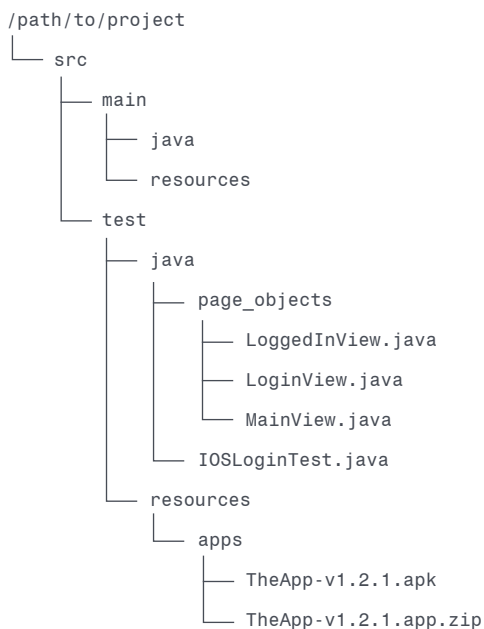 /path/to/project
src
main
java
resources
test
java
page_objects
LoggedInView.java
LoginView.java
MainView.java
IOSLoginTest.java
resources
apps
TheApp-v1.2.1.apk
TheApp-v1.2.1.app.zip